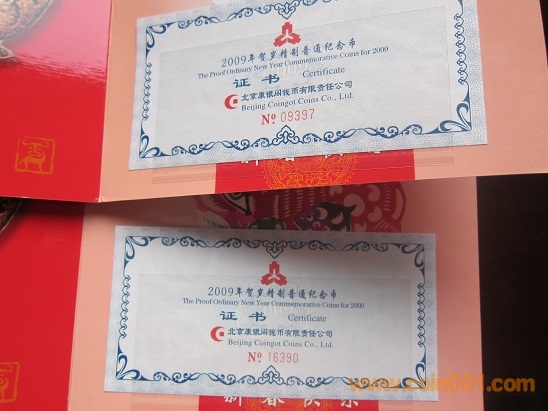 2009年贺岁精制普通纪念币
The Proof Ordinary New Year Commemorative Coins for 2009
证书 Certificate
北京康银阁钱币有限责任公司
Beijing Coingot Coins Co., Ltd.
№ 09397
2009年贺岁精制普通纪念币
The Proof Ordinary New Year Commemorative Coins for 2009
证书 Certificate
北京康银阁钱币有限责任公司
Beijing Coingot Coins Co., Ltd.
№ 16390
www.coin051.com
新春快乐